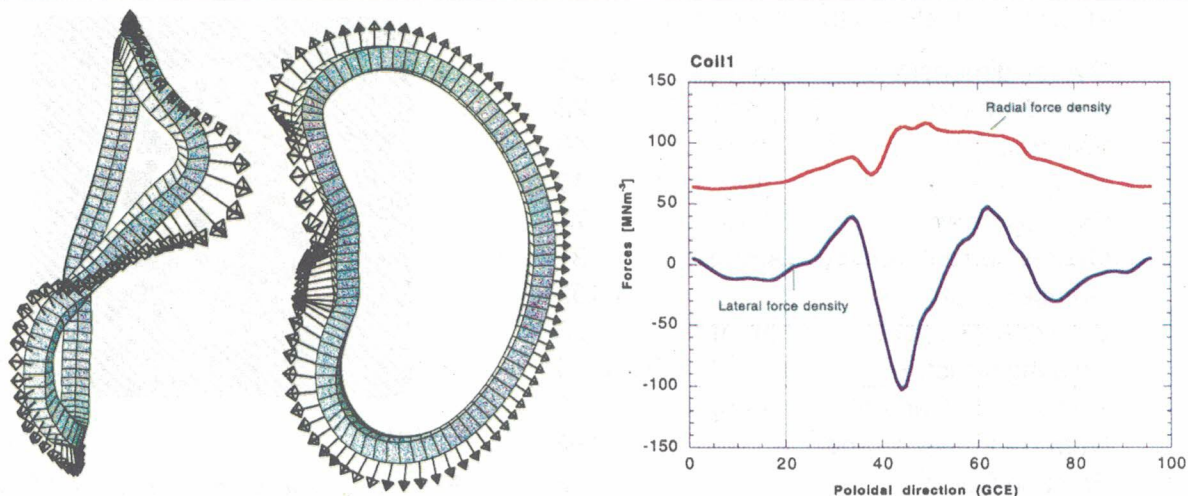 Coil1
150
100
50
0
-50
-100
-150
Forces [MNm⁻³]
Radial force density
Lateral force density
0
20
40
60
80
100
Poloidal direction (GCE)